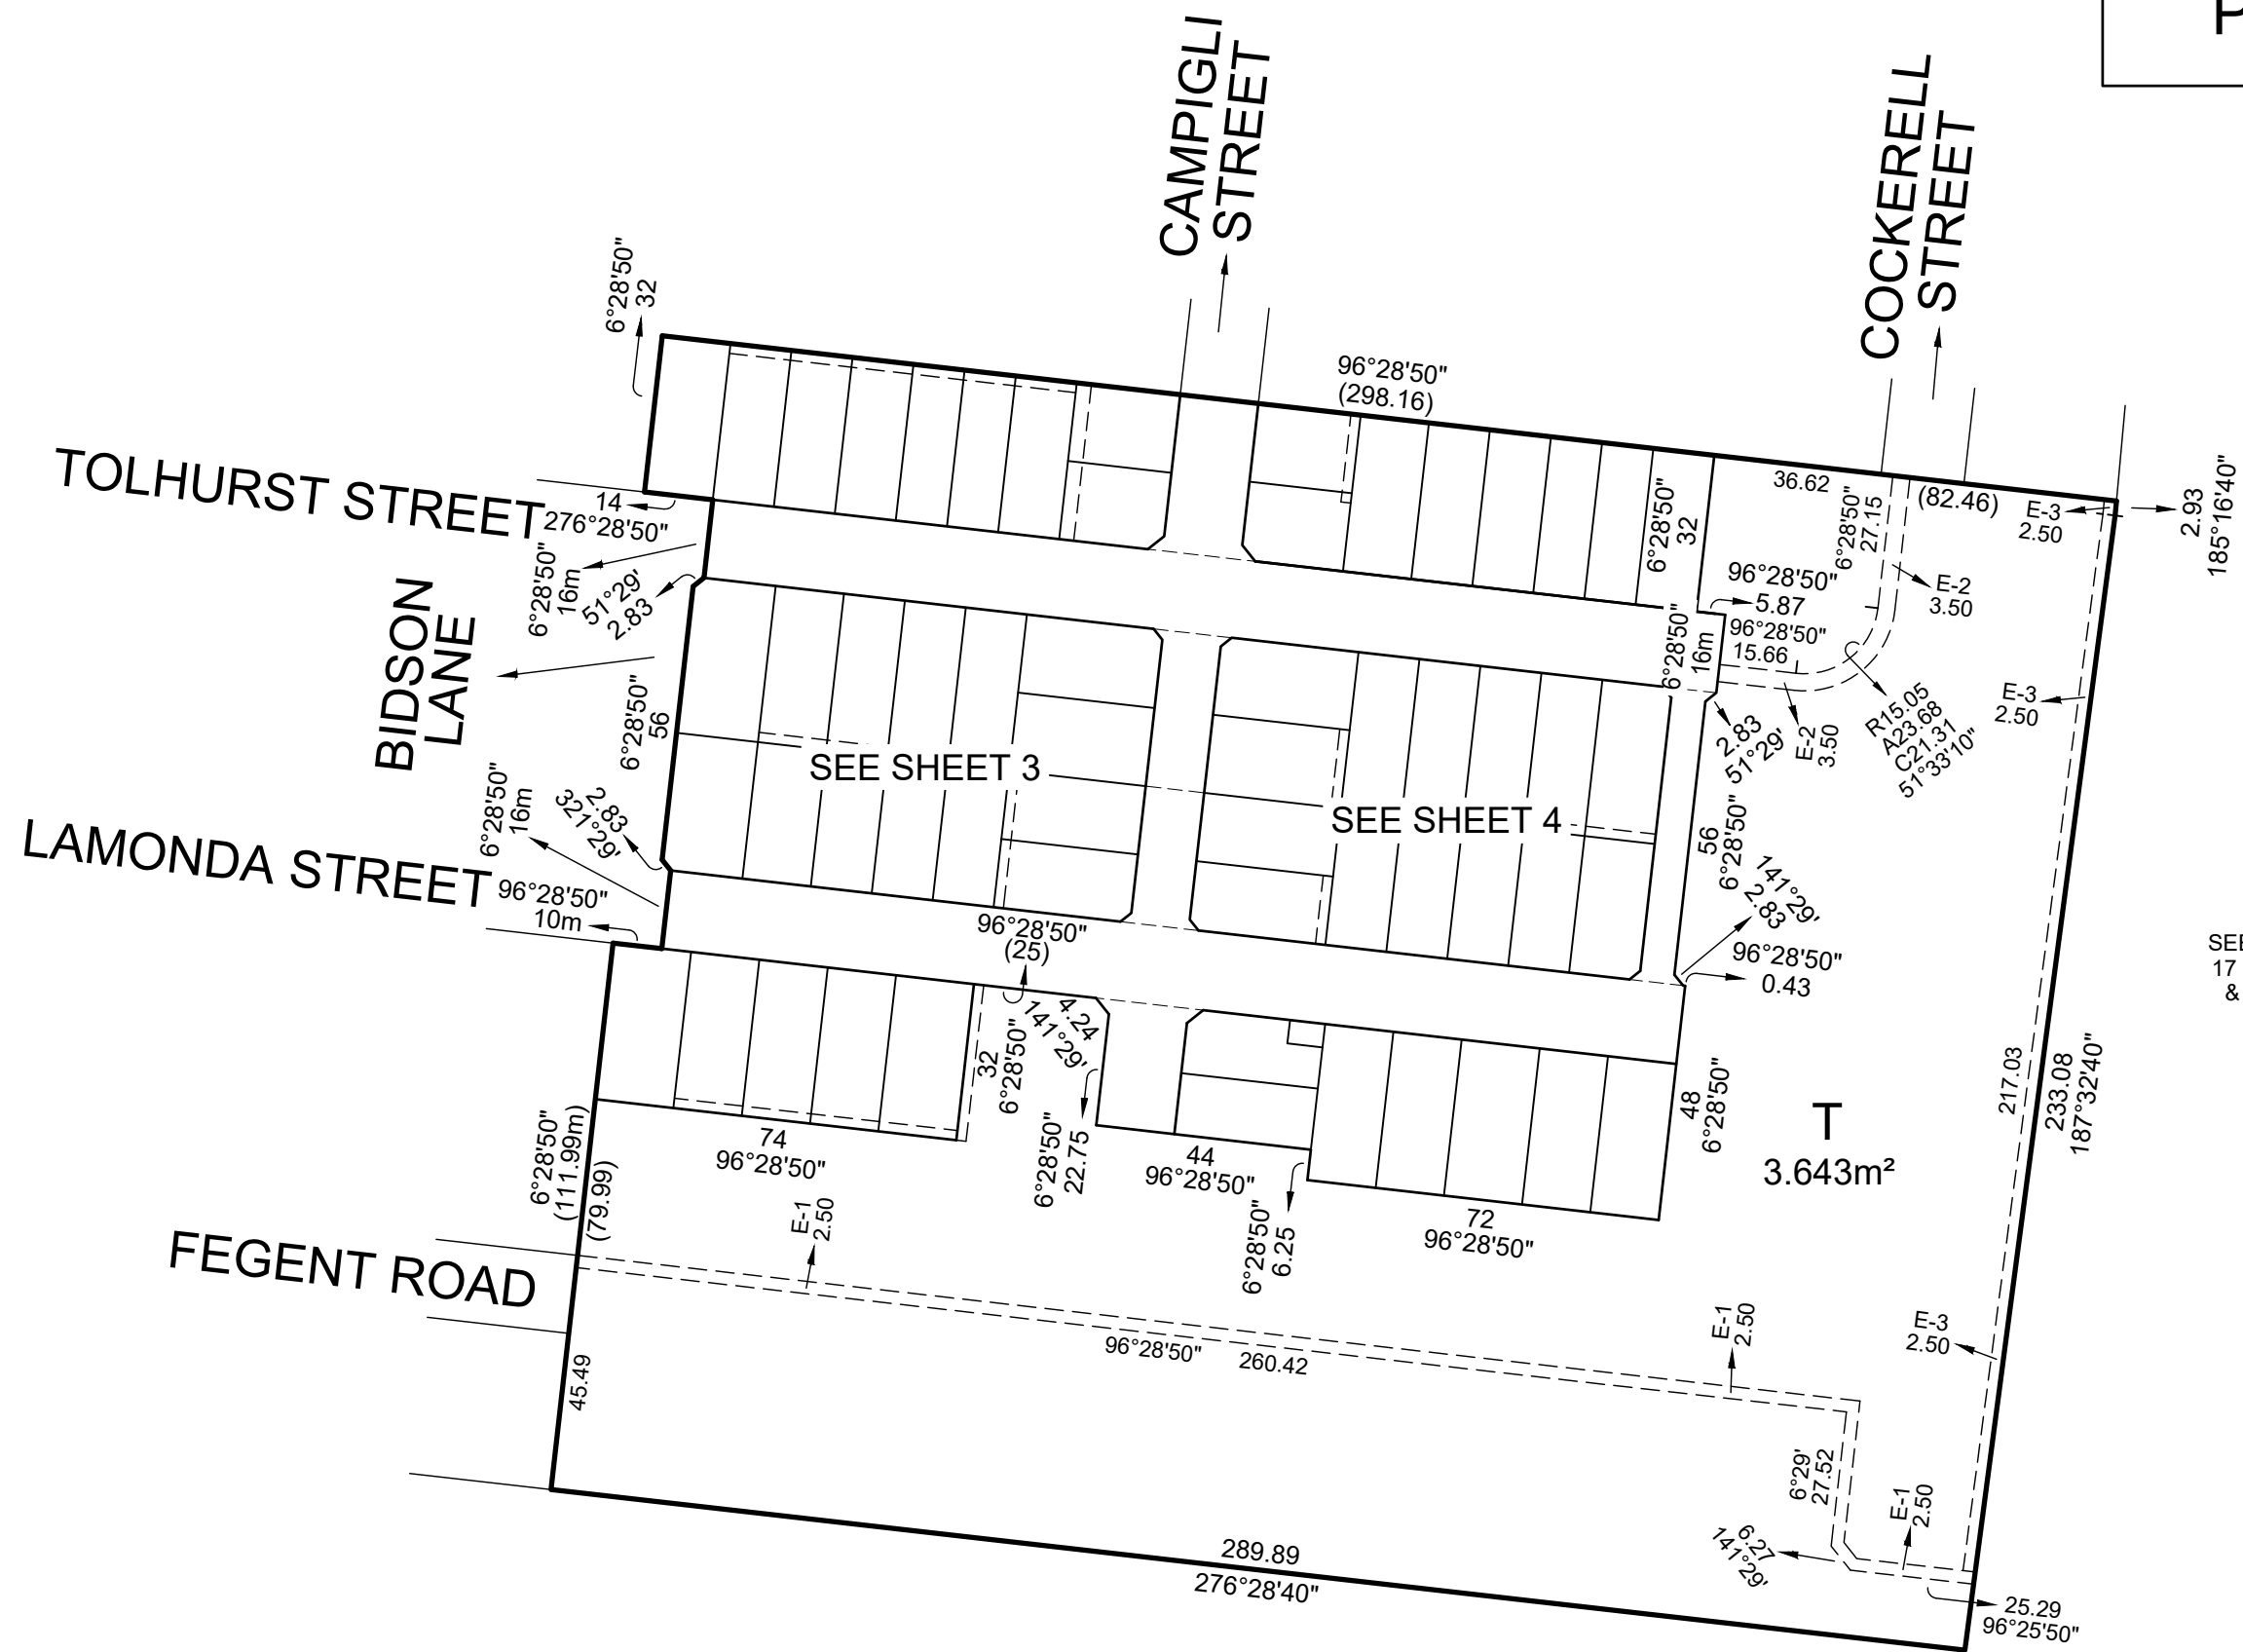 P
CAMPIGLI
STREET
COCKERELL
STREET
6°28'50"
32
96°28'50"
(298.16)
TOLHURST STREET
14
276°28'50"
6°28'50"
16m
51°29'
2.83
BIDSON
LANE
6°28'50"
56
6°28'50"
32
36.62
6°28'50"
27.15
(82.46)
E-3
2.50
2.93
185°16'40"
96°28'50"
5.87
96°28'50"
15.66
E-2
3.50
6°28'50"
16m
E-3
2.50
R15.05
A23.68
C21.31
51°33'10"
2.83
51°29'
E-2
3.50
SEE SHEET 3
SEE SHEET 4
6°28'50"
16m
2.83
321°29'
LAMONDA STREET
96°28'50"
10m
56
6°28'50"
141°29'
2.83
96°28'50"
0.43
96°28'50"
(25)
SEE
17
&
32
6°28'50"
4.24
141°29'
6°28'50"
22.75
48
6°28'50"
T
3.643m²
217.03
233.08
187°32'40"
6°28'50"
(111.99m)
(79.99)
74
96°28'50"
44
96°28'50"
6°28'50"
6.25
72
96°28'50"
E-1
2.50
FEGENT ROAD
E-1
2.50
E-3
2.50
96°28'50" 260.42
45.49
6°29'
27.52
E-1
2.50
6.27
141°29'
289.89
276°28'40"
25.29
96°25'50"